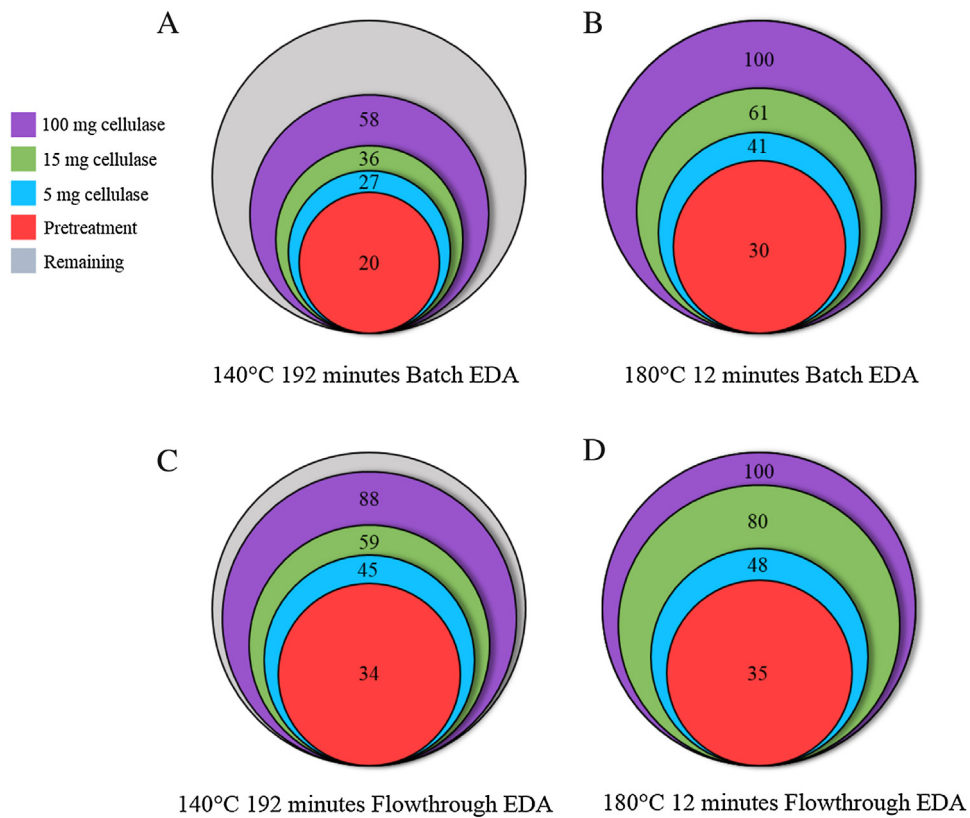 A
B
100 mg cellulase
15 mg cellulase
5 mg cellulase
Pretreatment
Remaining
58
36
27
20
100
61
41
30
140°C 192 minutes Batch EDA
180°C 12 minutes Batch EDA
C
D
88
59
45
34
100
80
48
35
140°C 192 minutes Flowthrough EDA
180°C 12 minutes Flowthrough EDA